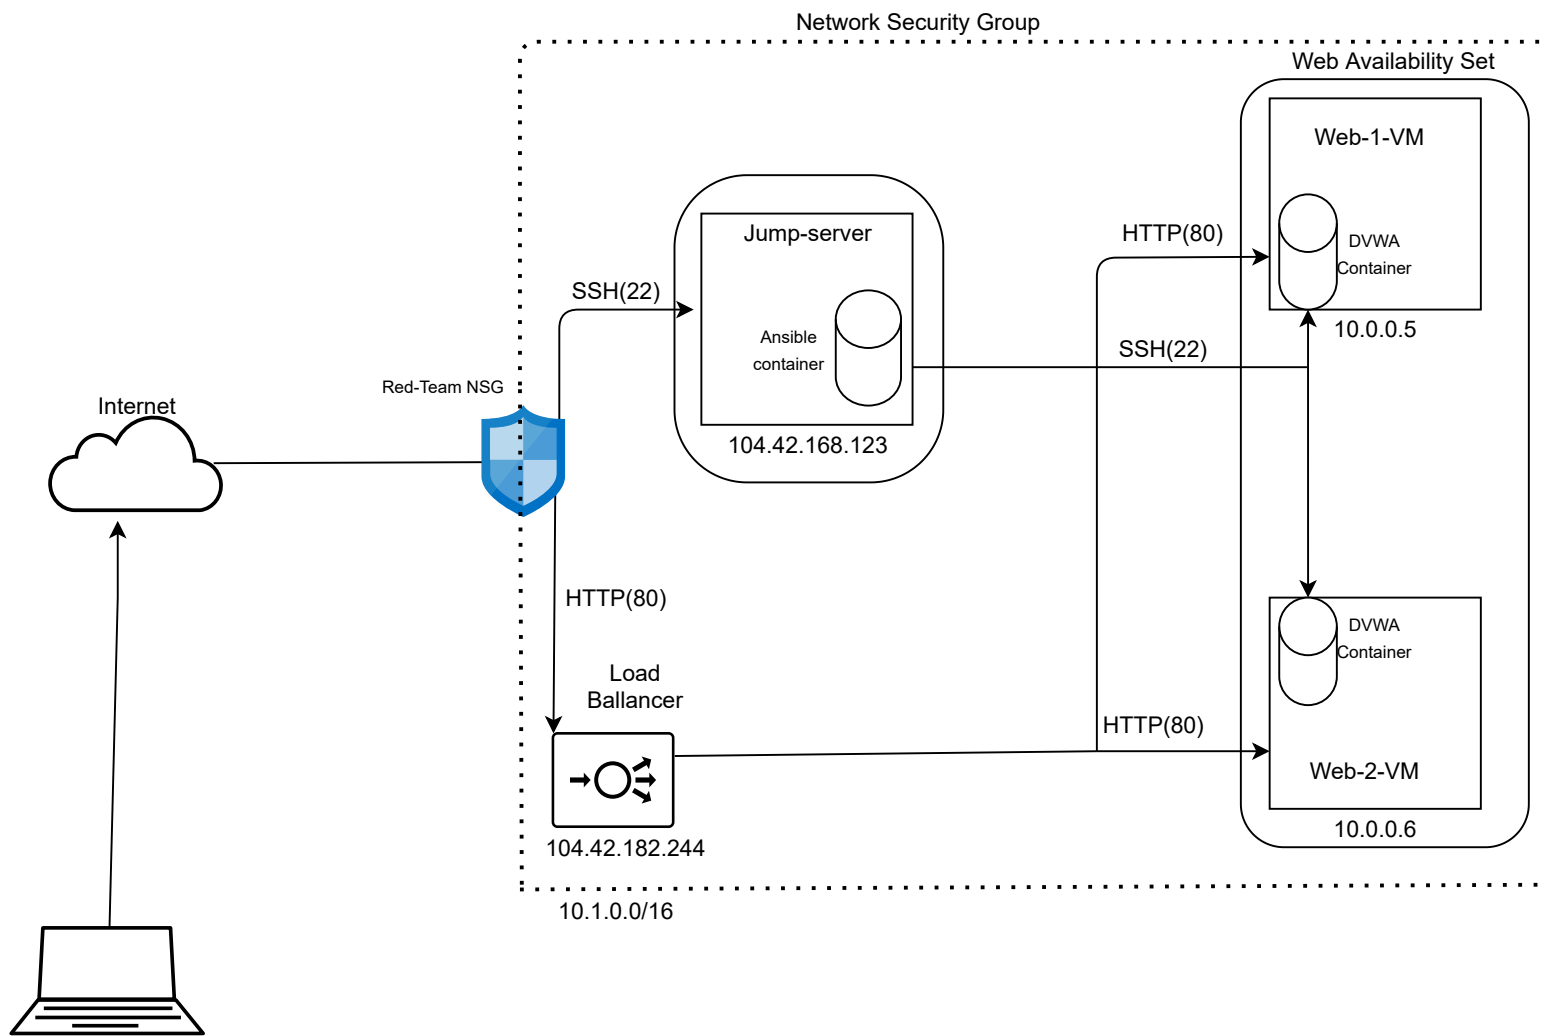 Network Security Group
Web Availability Set
Web-1-VM
DVWA
Container
10.0.0.5
HTTP(80)
Jump-server
SSH(22)
Ansible
container
104.42.168.123
SSH(22)
Red-Team NSG
Internet
HTTP(80)
Load
Ballancer
104.42.182.244
HTTP(80)
DVWA
Container
Web-2-VM
10.0.0.6
10.1.0.0/16